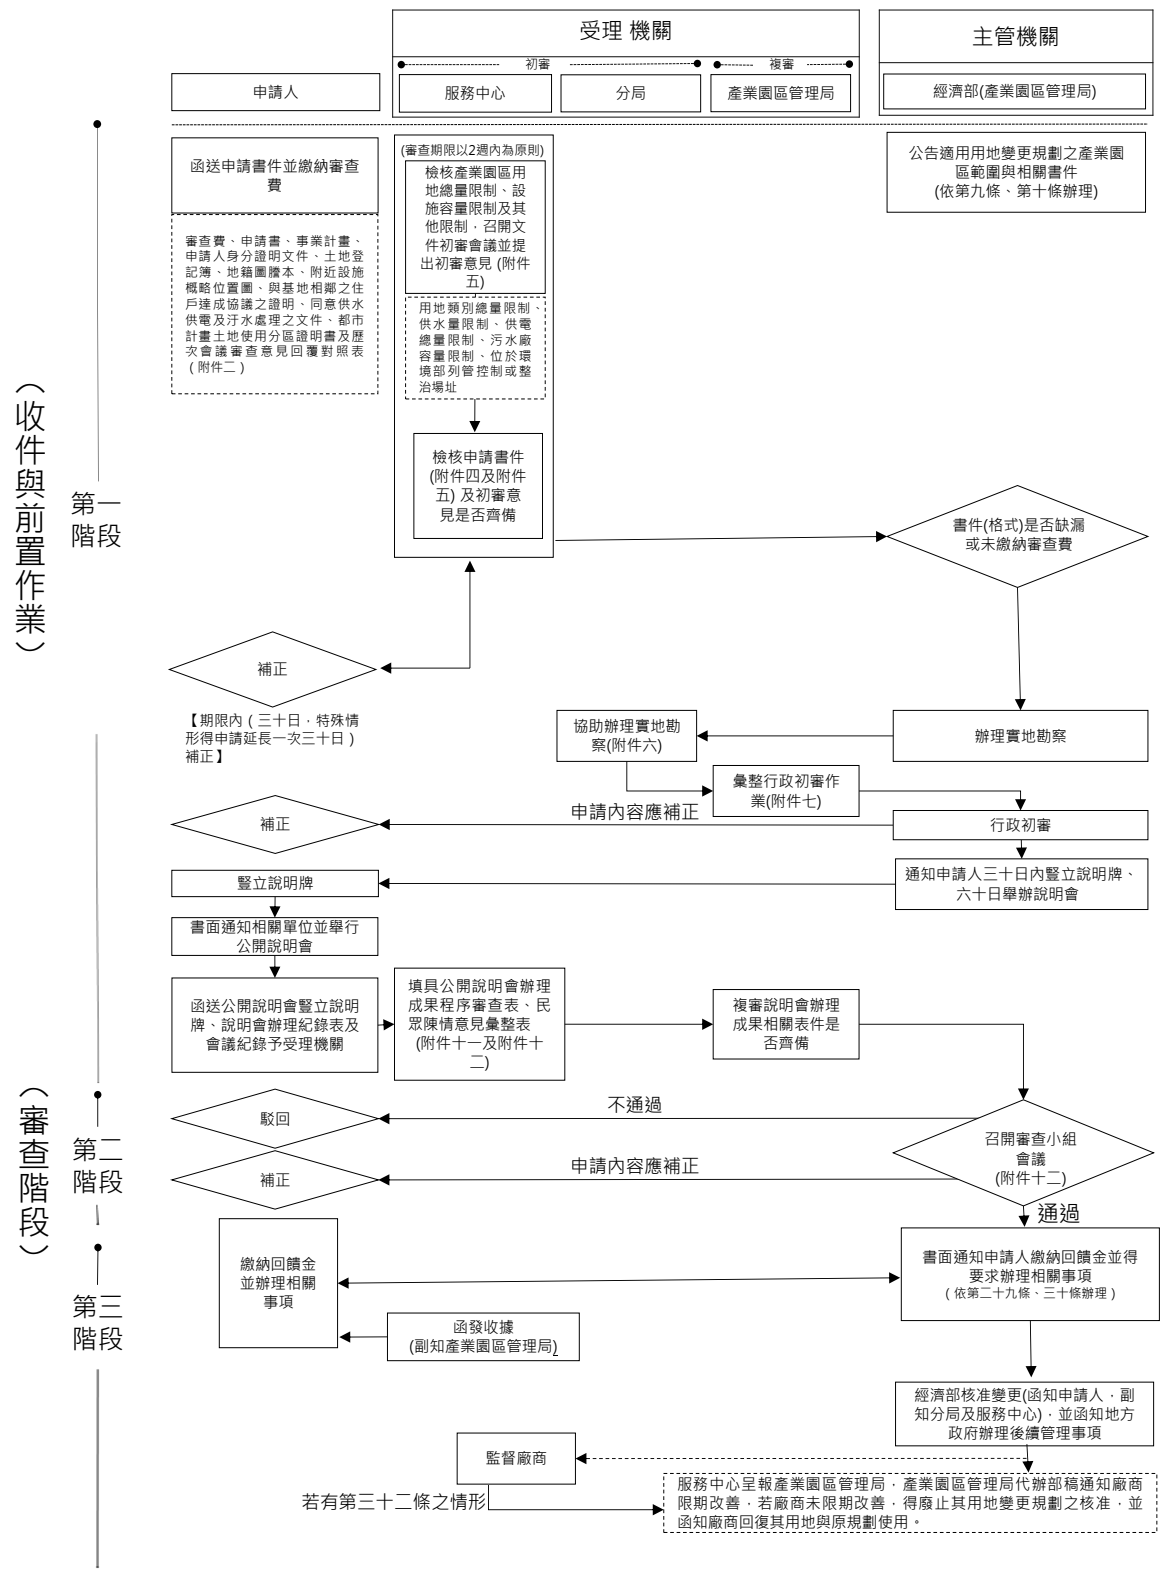 受理 機關
主管機關
初審
複審
申請人
服務中心
分局
產業園區管理局
經濟部(產業園區管理局)
（收件與前置作業）
第一
階段
函送申請書件並繳納審查
費
審查費、申請書、事業計畫、
申請人身分證明文件、土地登
記簿、地籍圖謄本、附近設施
概略位置圖、與基地相鄰之住
戶達成協議之證明、同意供水
供電及汙水處理之文件、都市
計畫土地使用分區證明書及歷
次會議審查意見回覆對照表
(附件二)
(審查期限以2週內為原則)
檢核產業園區用
地總量限制、設
施容量限制及其
他限制，召開文
件初審會議並提
出初審意見 (附件
五)
用地類別總量限制、
供水量限制、供電
總量限制、污水廠
容量限制、位於環
境部列管控制或整
治場址
檢核申請書件
(附件四及附件
五) 及初審意
見是否齊備
公告適用用地變更規劃之產業園
區範圍與相關書件
(依第九條、第十條辦理)
書件(格式)是否缺漏
或未繳納審查費
補正
【期限內 ( 三十日，特殊情
形得申請延長一次三十日 )
補正】
協助辦理實地勘
察(附件六)
辦理實地勘察
彙整行政初審作
業(附件七)
申請內容應補正
補正
行政初審
豎立說明牌
通知申請人三十日內豎立說明牌、
六十日舉辦說明會
書面通知相關單位並舉行
公開說明會
函送公開說明會豎立說明
牌、說明會辦理紀錄表及
會議紀錄予受理機關
填具公開說明會辦理
成果程序審查表、民
眾陳情意見彙整表
(附件十一及附件十
二)
複審說明會辦理
成果相關表件是
否齊備
（審查階段）
第二
階段
不通過
駁回
召開審查小組
會議
(附件十二)
申請內容應補正
補正
通過
第三
階段
繳納回饋金
並辦理相關
事項
書面通知申請人繳納回饋金並得
要求辦理相關事項
( 依第二十九條、三十條辦理 )
函發收據
(副知產業園區管理局)
經濟部核准變更(函知申請人，副
知分局及服務中心)，並函知地方
政府辦理後續管理事項
監督廠商
若有第三十二條之情形
服務中心呈報產業園區管理局，產業園區管理局代辦部稿通知廠商
限期改善，若廠商未限期改善，得廢止其用地變更規劃之核准，並
函知廠商回復其用地與原規劃使用。